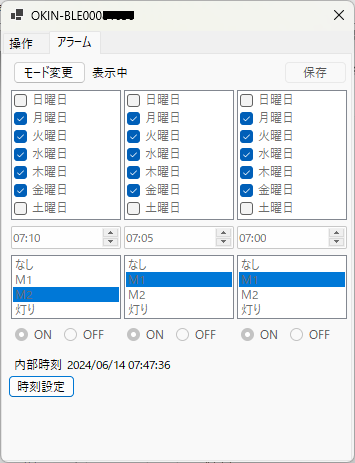 OKIN-BLE000
操作 アラーム
モード変更 表示中 保存
日曜日 日曜日 日曜日
月曜日 月曜日 月曜日
火曜日 火曜日 火曜日
水曜日 水曜日 水曜日
木曜日 木曜日 木曜日
金曜日 金曜日 金曜日
土曜日 土曜日 土曜日
07:10 07:05 07:00
なし なし なし
M1 M1 M1
M2 M2 M2
灯り 灯り 灯り
ON OFF ON OFF ON OFF
内部時刻 2024/06/14 07:47:36
時刻設定